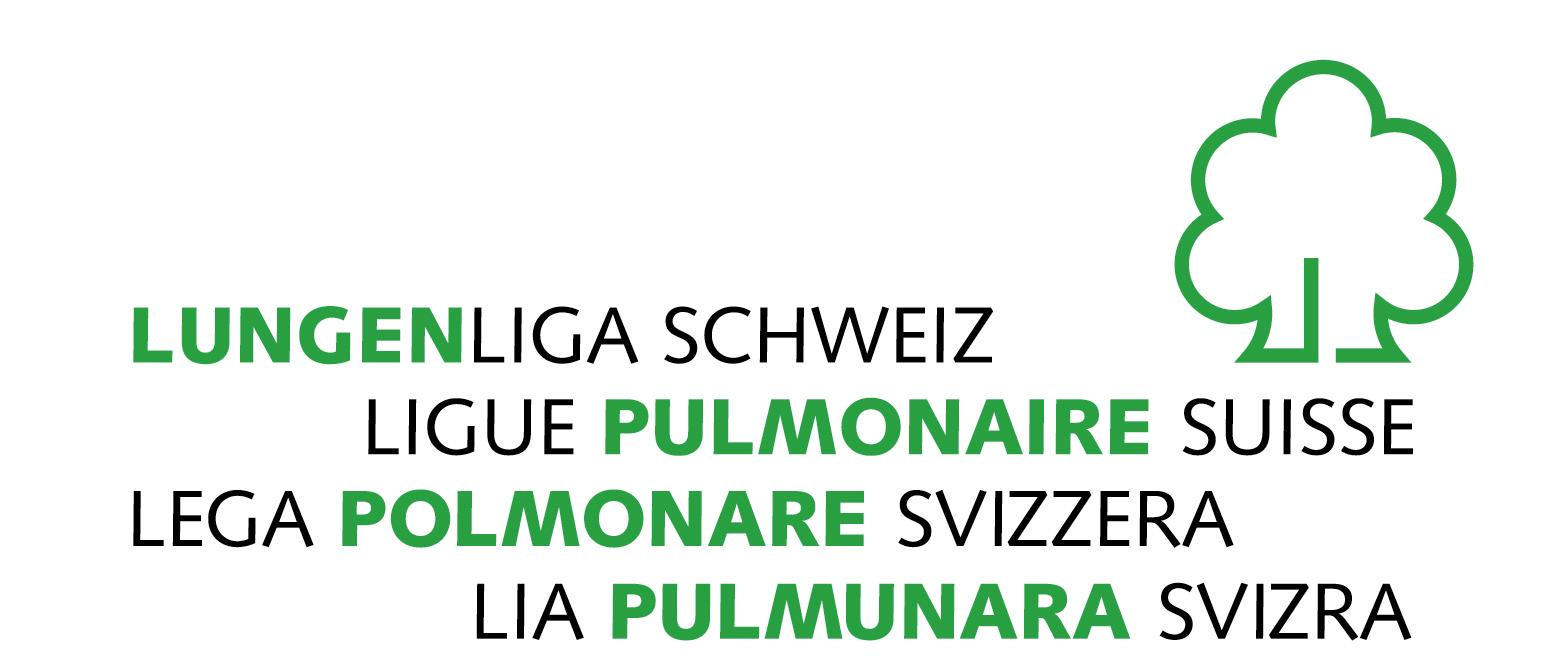 LUNGENLIGA SCHWEIZ
LIGUE PULMONAIRE SUISSE
LEGA POLMONARE SVIZZERA
LIA PULMUNARA SVIZRA